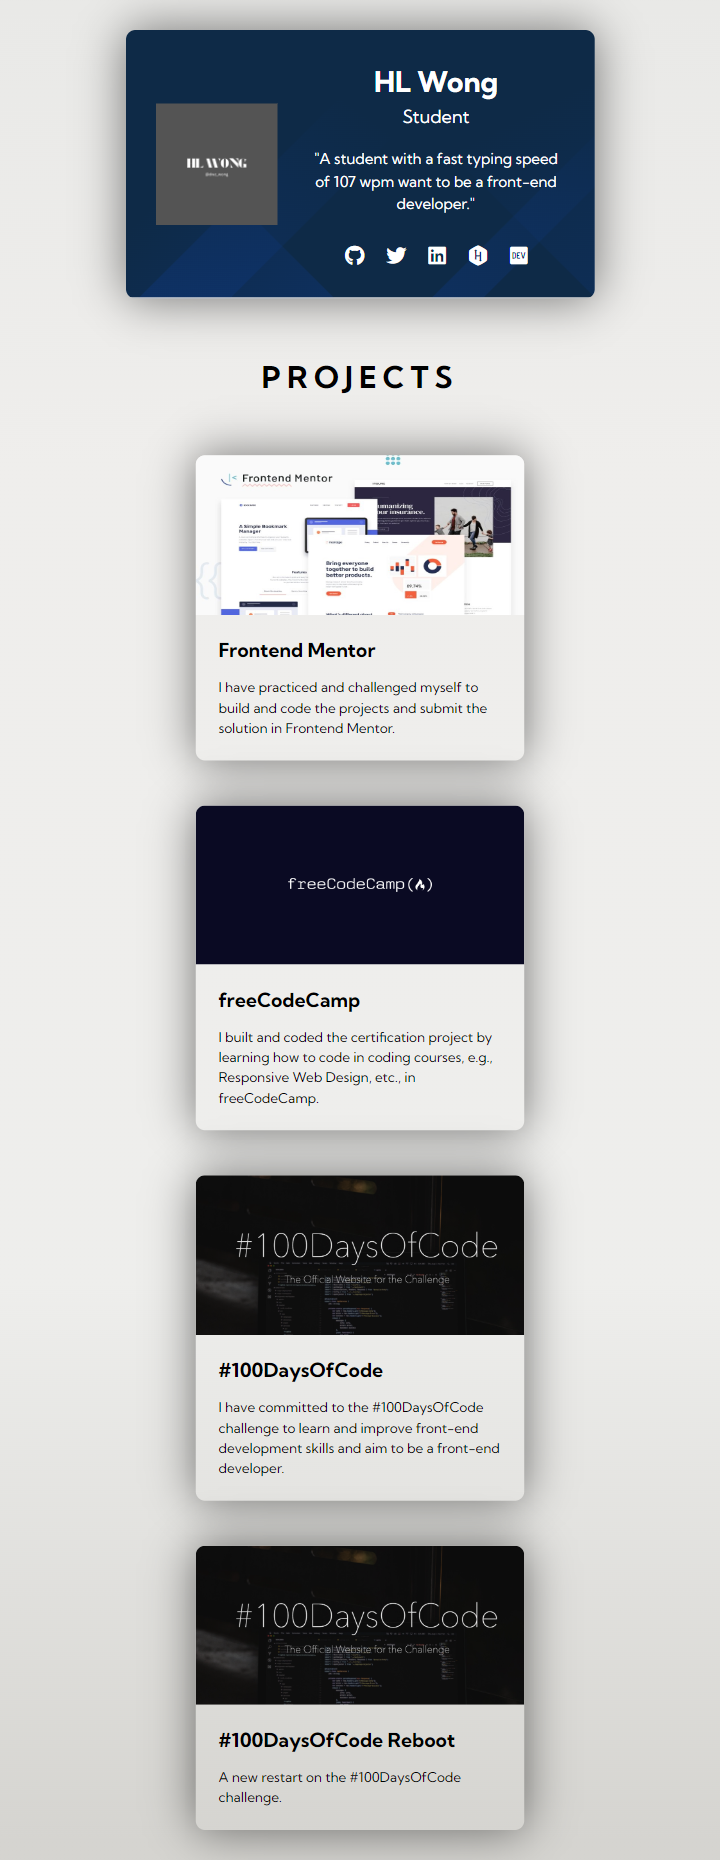 HL Wong
Student
HL WONG
"A student with a fast typing speed
of 107 wpm want to be a front-end
developer."
DEV
PROJECTS
Frontend Mentor
A Simple Bookmark
Manager
Bring everyone
together to build
better products.
Frontend Mentor
I have practiced and challenged myself to
build and code the projects and submit the
solution in Frontend Mentor.
freeCodeCamp(🔥)
freeCodeCamp
I built and coded the certification project by
learning how to code in coding courses, e.g.,
Responsive Web Design, etc., in
freeCodeCamp.
#100DaysOfCode
The Official Website for the Challenge
#100DaysOfCode
I have committed to the #100DaysOfCode
challenge to learn and improve front-end
development skills and aim to be a front-end
developer.
#100DaysOfCode
The Official Website for the Challenge
#100DaysOfCode Reboot
A new restart on the #100DaysOfCode
challenge.